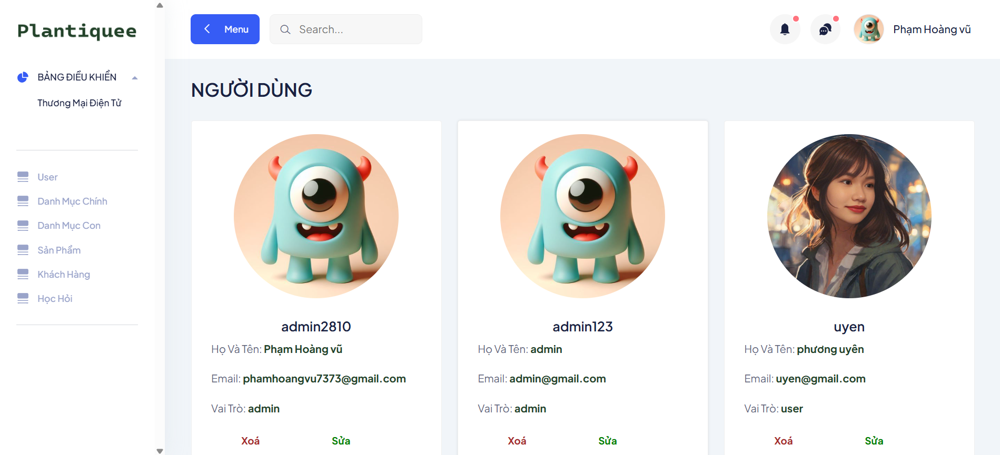 Plantiquee
Menu
Search...
Phạm Hoàng vũ
BẢNG ĐIỀU KHIỂN
Thương Mại Điện Tử
User
Danh Mục Chính
Danh Mục Con
Sản Phẩm
Khách Hàng
Học Hỏi
NGƯỜI DÙNG
admin2810
Họ Và Tên: Phạm Hoàng vũ
Email: phamhoangvu7373@gmail.com
Vai Trò: admin
Xoá Sửa
admin123
Họ Và Tên: admin
Email: admin@gmail.com
Vai Trò: admin
Xoá Sửa
uyen
Họ Và Tên: phương uyên
Email: uyen@gmail.com
Vai Trò: user
Xoá Sửa